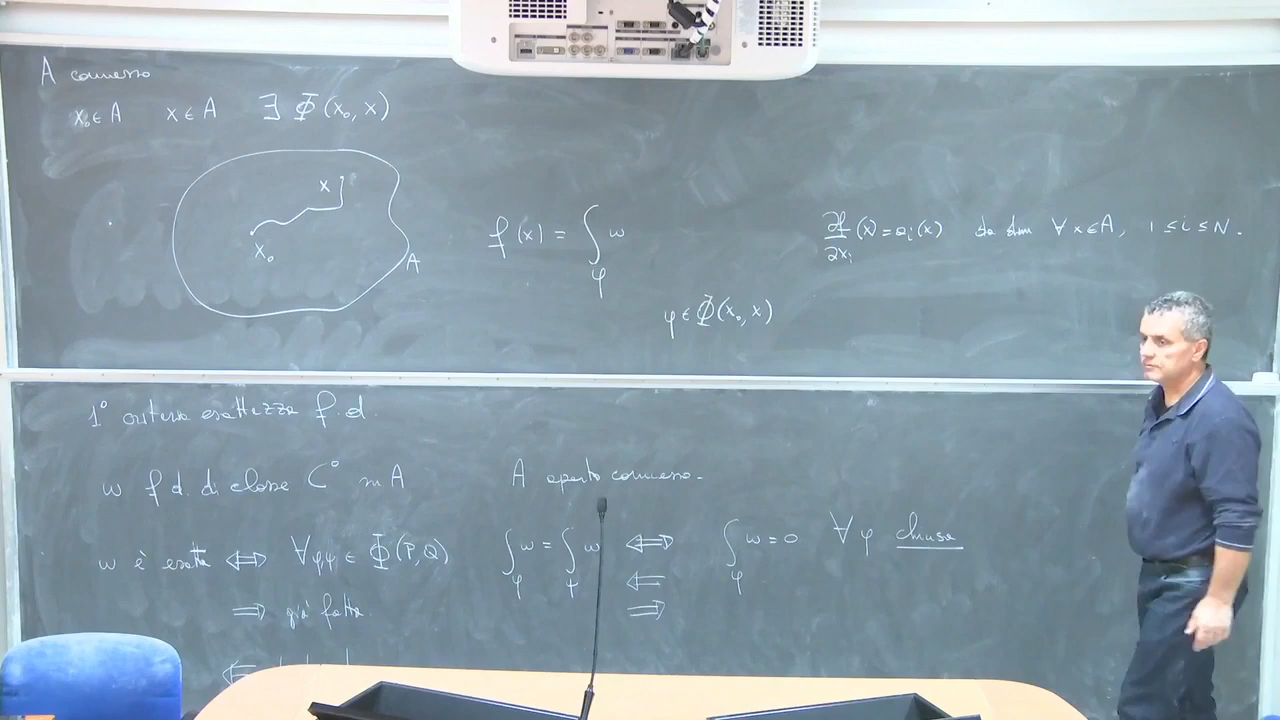 A connesso
x₀ ∈ A x ∈ A ∃ Φ(x₀, x)
x
x₀
A
f(x) = ∫_φ ω
φ ∈ Φ(x₀, x)
∂f/∂xᵢ (x) = aᵢ(x) da dim ∀ x ∈ A, 1 ≤ i ≤ N.
1° criterio esattezza f.d.
ω f.d. di classe C° in A A aperto connesso.
ω è esatta ⟺ ∀φ,ψ ∈ Φ(P,Q) ∫_φ ω = ∫_ψ ω ⟺ ∫_φ ω = 0 ∀φ chiusa
⟸
⟹ già fatta ⟹
⟸